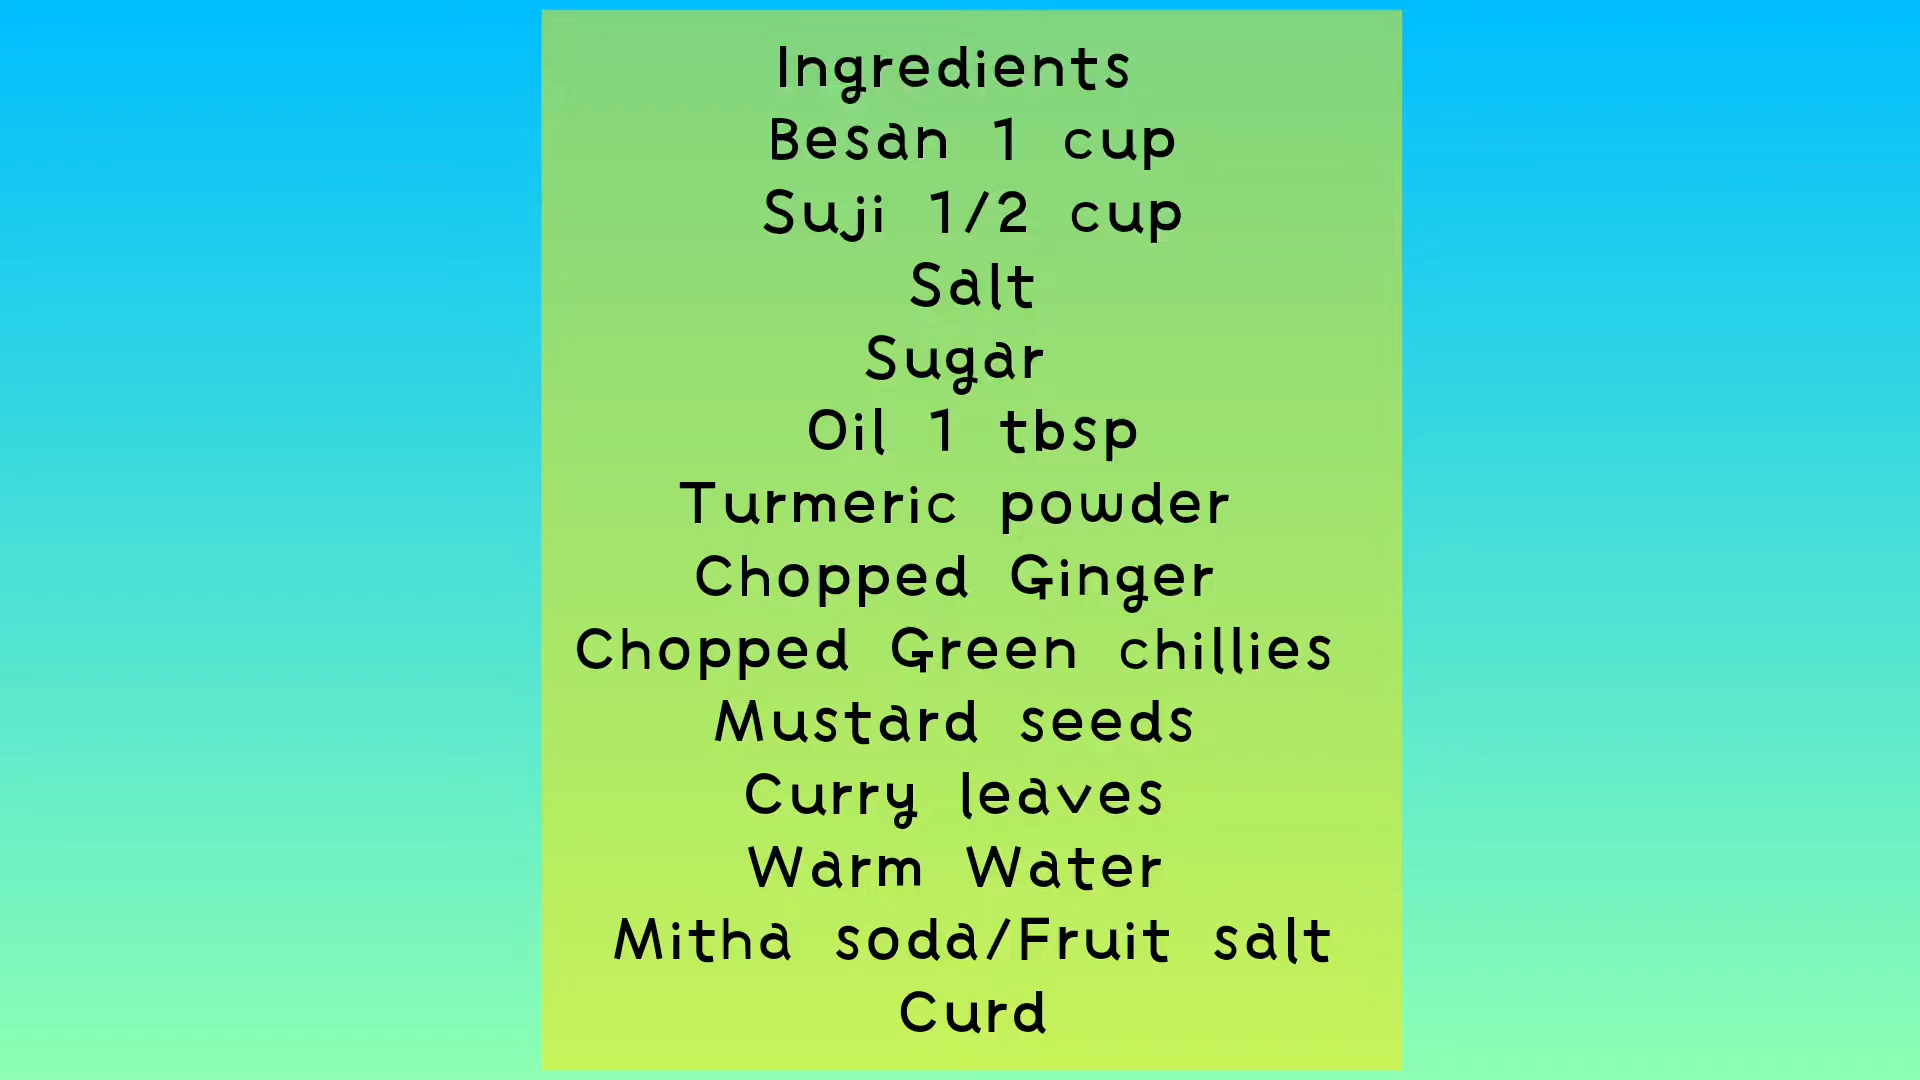 Ingredients
Besan 1 cup
Suji 1/2 cup
Salt
Sugar
Oil 1 tbsp
Turmeric powder
Chopped Ginger
Chopped Green chillies
Mustard seeds
Curry leaves
Warm Water
Mitha soda/Fruit salt
Curd